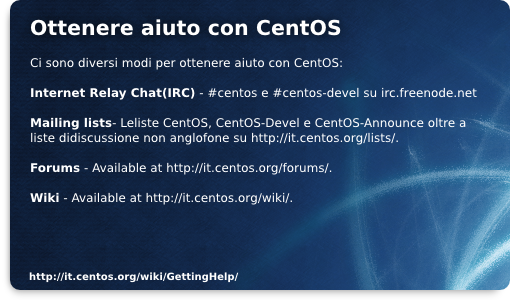 Ottenere aiuto con CentOS
Ci sono diversi modi per ottenere aiuto con CentOS:
Internet Relay Chat(IRC) - #centos e #centos-devel su irc.freenode.net
Mailing lists- Leliste CentOS, CentOS-Devel e CentOS-Announce oltre a
liste didiscussione non anglofone su http://it.centos.org/lists/.
Forums - Available at http://it.centos.org/forums/.
Wiki - Available at http://it.centos.org/wiki/.
http://it.centos.org/wiki/GettingHelp/